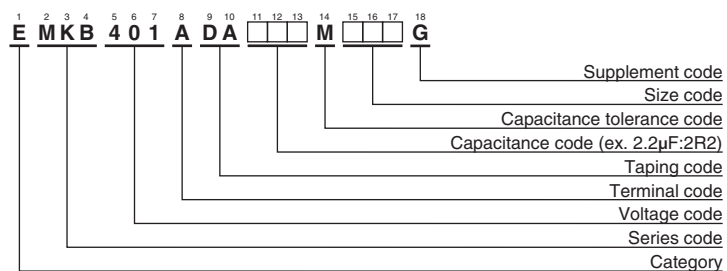 1 2 3 4 5 6 7 8 9 10 11 12 13 14 15 16 17 18
E MKB 401 A DA □□□ M □□□ G
Supplement code
Size code
Capacitance tolerance code
Capacitance code (ex. 2.2μF:2R2)
Taping code
Terminal code
Voltage code
Series code
Category